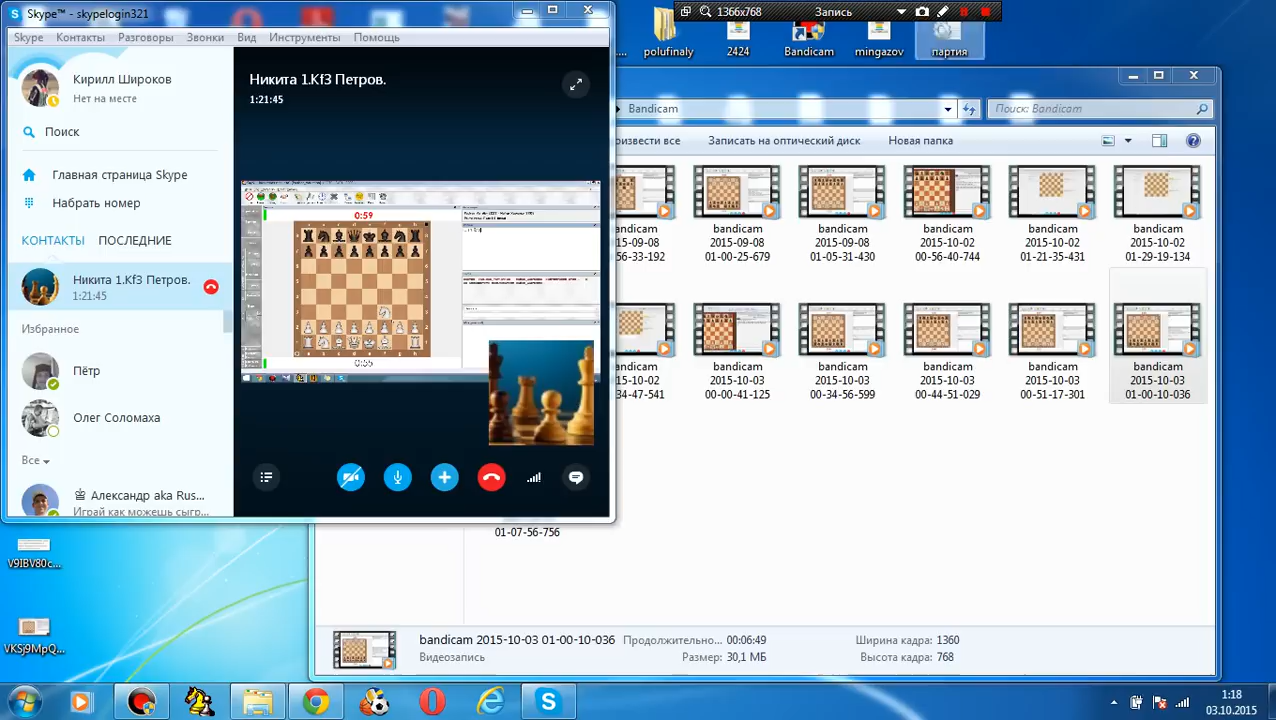 Skype™ - skypelogin321
1366x768
Запись
Skype Контакты Разговоры Звонки Вид Инструменты Помощь
polufinaly
2424
Bandicam
mingazov
партия
Кирилл Широков
Нет на месте
Никита 1.Kf3 Петров.
1:21:45
Поиск
Главная страница Skype
Набрать номер
КОНТАКТЫ ПОСЛЕДНИЕ
Никита 1.Kf3 Петров.
1:21:45
Избранное
Пётр
Олег Соломаха
Все
Александр aka Rus...
Играй как можешь сыгр...
0:59
0:55
Bandicam
Поиск: Bandicam
оизвести все
Записать на оптический диск
Новая папка
15-09-08
56-33-192
bandicam
2015-09-08
01-00-25-679
bandicam
2015-09-08
01-05-31-430
bandicam
2015-10-02
00-56-40-744
bandicam
2015-10-02
01-21-35-431
bandicam
2015-10-02
01-29-19-134
15-10-02
34-47-541
bandicam
2015-10-03
00-00-41-125
bandicam
2015-10-03
00-34-56-599
bandicam
2015-10-03
00-44-51-029
bandicam
2015-10-03
00-51-17-301
bandicam
2015-10-03
01-00-10-036
01-07-56-756
V9IBV80c...
VKSj9MpQ...
bandicam 2015-10-03 01-00-10-036
Видеозапись
Продолжительно... 00:06:49
Размер: 30,1 МБ
Ширина кадра: 1360
Высота кадра: 768
1:18
03.10.2015